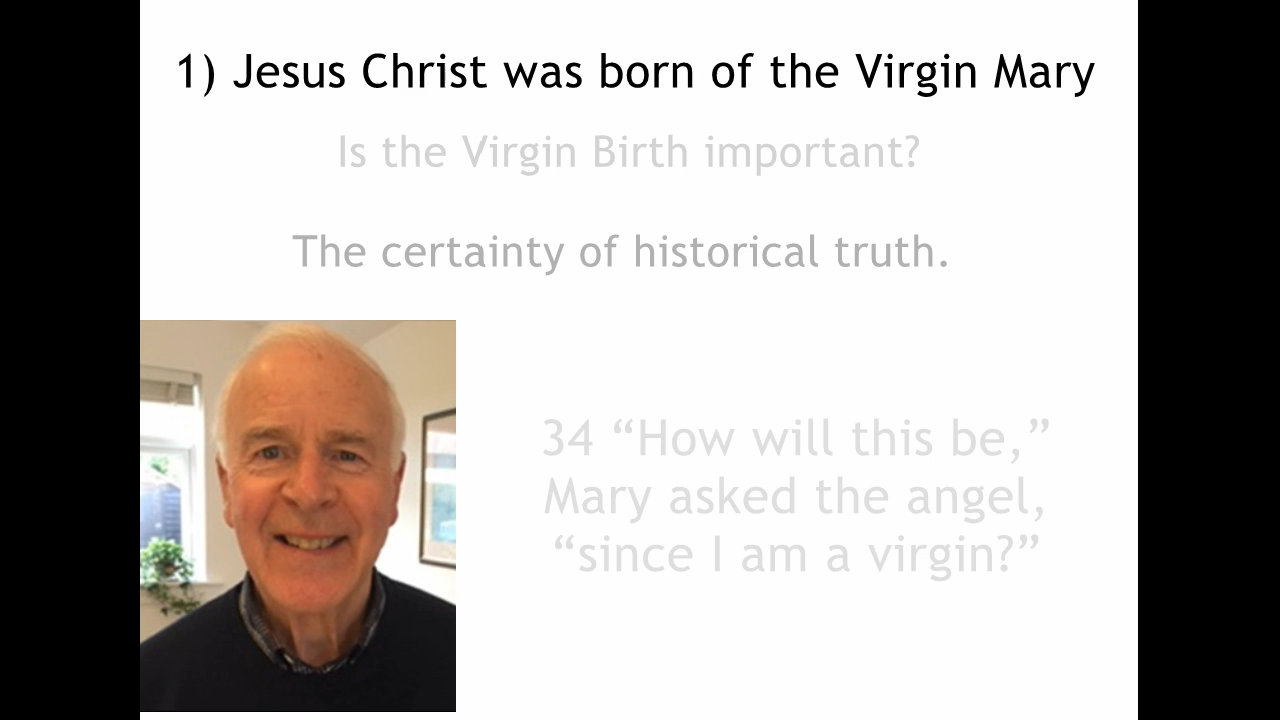 1) Jesus Christ was born of the Virgin Mary
Is the Virgin Birth important?
The certainty of historical truth.
34 “How will this be,”
Mary asked the angel,
“since I am a virgin?”